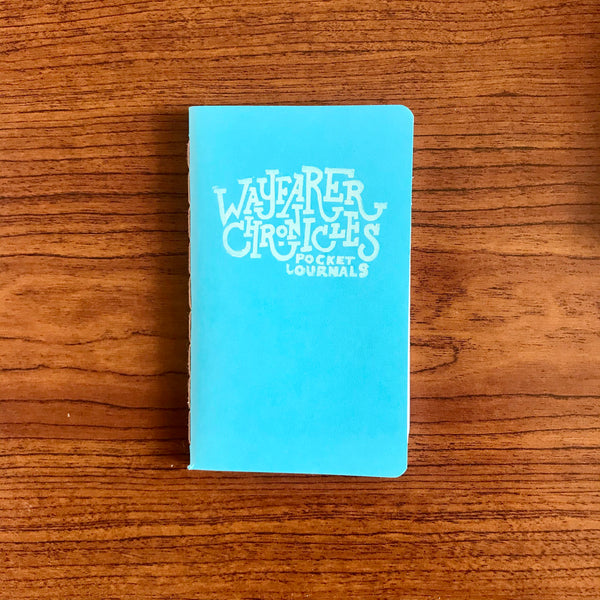 WAYFARER
CHRONICLES
POCKET
JOURNALS